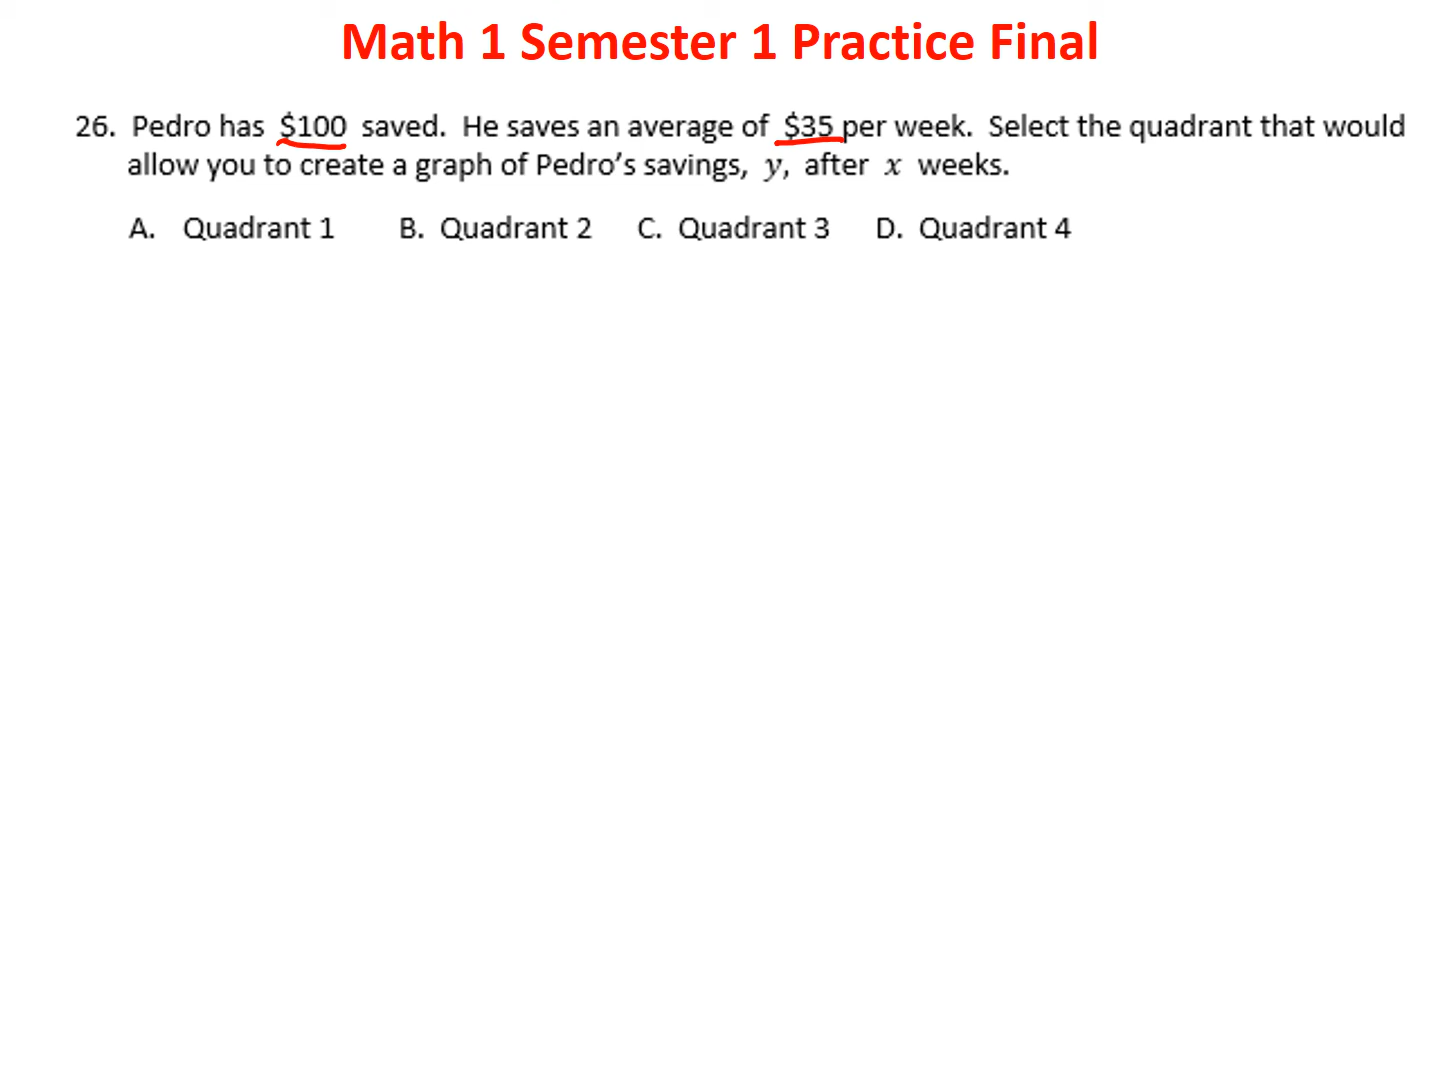 Math 1 Semester 1 Practice Final
26. Pedro has $100 saved. He saves an average of $35 per week. Select the quadrant that would
allow you to create a graph of Pedro's savings, y, after x weeks.
A. Quadrant 1 B. Quadrant 2 C. Quadrant 3 D. Quadrant 4